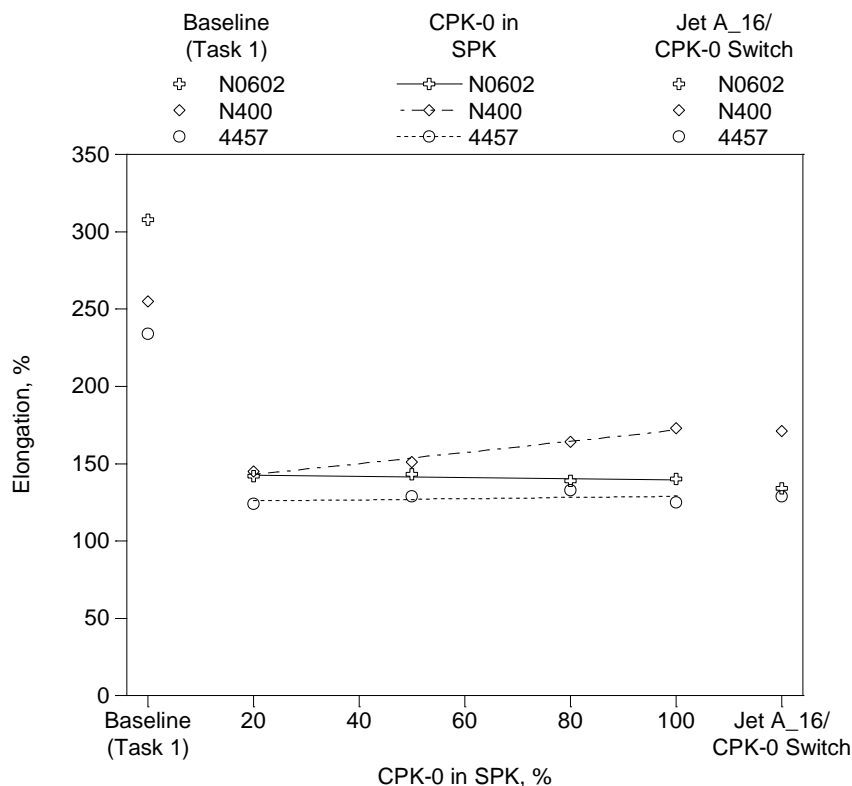 Baseline
(Task 1)
CPK-0 in
SPK
Jet A_16/
CPK-0 Switch
N0602
N400
4457
N0602
N400
4457
N0602
N400
4457
350
300
250
200
150
100
50
0
Elongation, %
Baseline
(Task 1)
20
40
60
80
100
Jet A_16/
CPK-0 Switch
CPK-0 in SPK, %